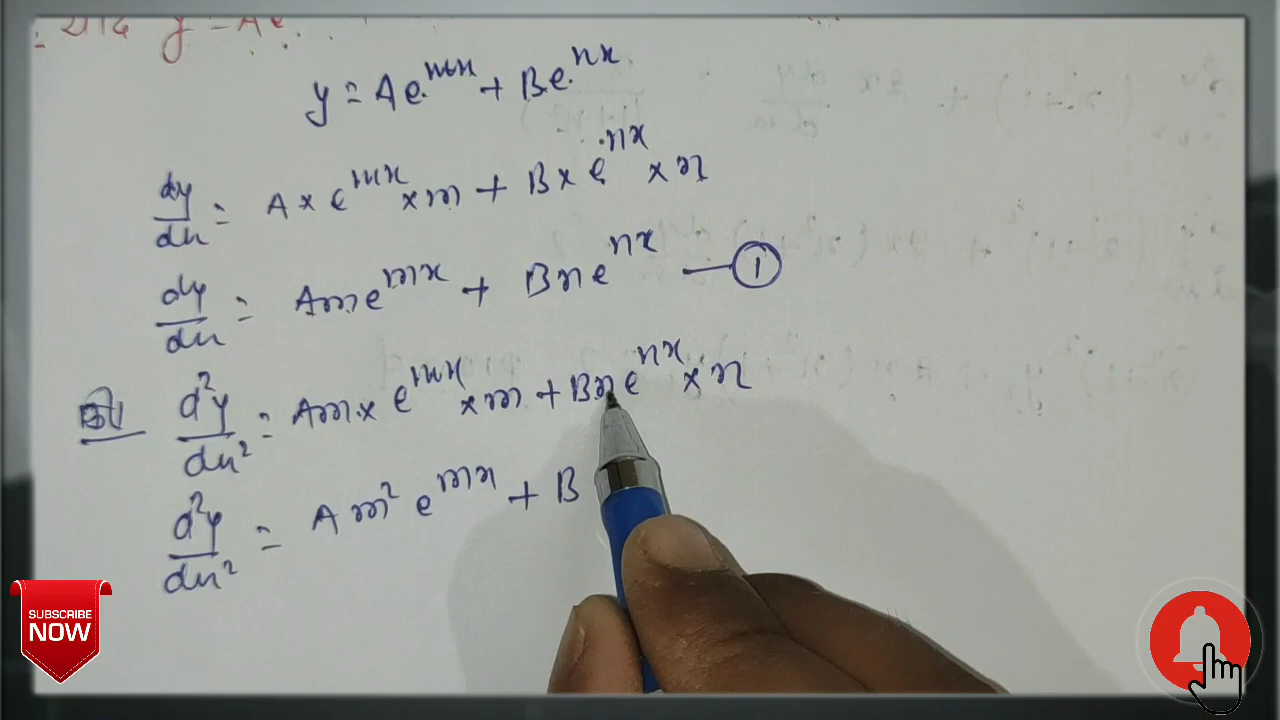 y = Ae
y = Ae^{mx} + Be^{nx}
dy/dx = A × e^{mx} × m + B × e^{nx} × n
dy/dx = Ame^{mx} + Bne^{nx} — ①
d²y/dx² = Am × e^{mx} × m + Bne^{nx} × n
d²y/dx² = Am² e^{mx} + B
SUBSCRIBE
NOW